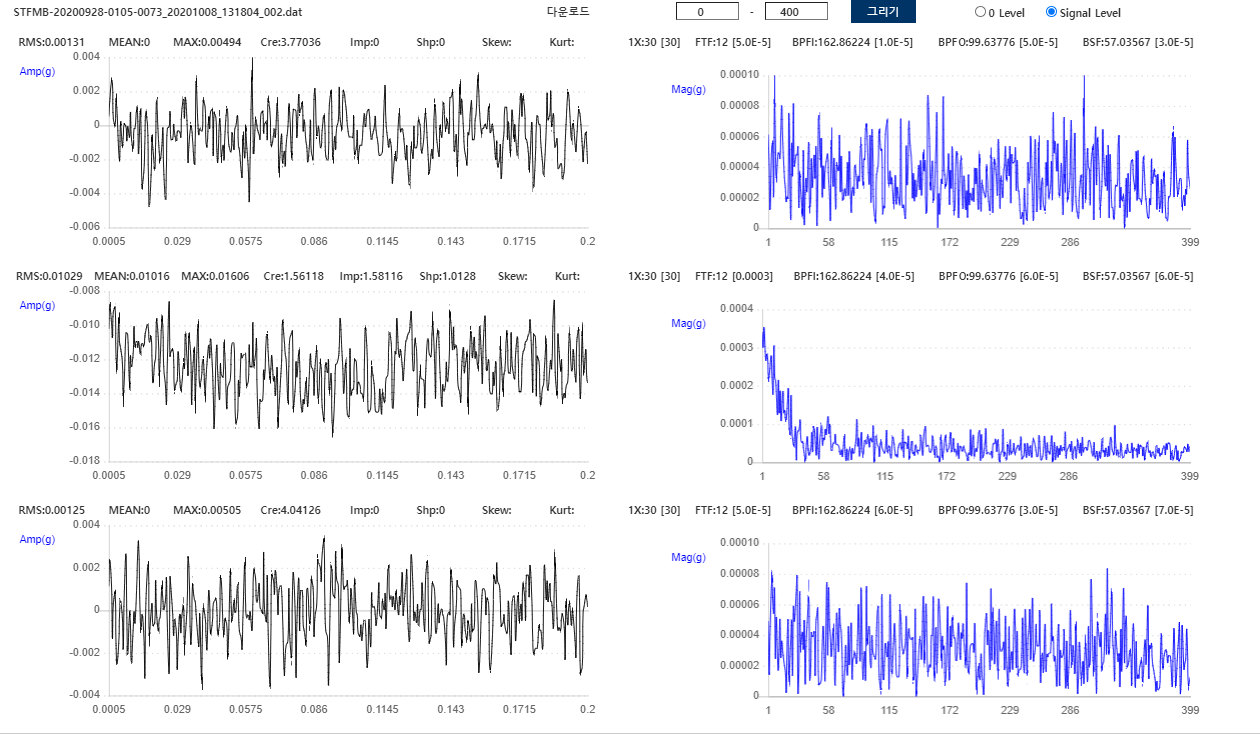 STFMB-20200928-0105-0073_20201008_131804_002.dat 다운로드 0 - 400 그리기 0 Level Signal Level
RMS:0.00131 MEAN:0 MAX:0.00494 Cre:3.77036 Imp:0 Shp:0 Skew: Kurt:
1X:30 [30] FTF:12 [5.0E-5] BPFI:162.86224 [1.0E-5] BPFO:99.63776 [5.0E-5] BSF:57.03567 [3.0E-5]
Amp(g)
0.004
0.002
0
-0.002
-0.004
-0.006
0.0005 0.029 0.0575 0.086 0.1145 0.143 0.1715 0.2
Mag(g)
0.00010
0.00008
0.00006
0.00004
0.00002
0
1 58 115 172 229 286 399
RMS:0.01029 MEAN:0.01016 MAX:0.01606 Cre:1.56118 Imp:1.58116 Shp:1.0128 Skew: Kurt:
1X:30 [30] FTF:12 [0.0003] BPFI:162.86224 [4.0E-5] BPFO:99.63776 [6.0E-5] BSF:57.03567 [6.0E-5]
Amp(g)
-0.008
-0.010
-0.012
-0.014
-0.016
-0.018
0.0005 0.029 0.0575 0.086 0.1145 0.143 0.1715 0.2
Mag(g)
0.0004
0.0003
0.0002
0.0001
0
1 58 115 172 229 286 399
RMS:0.00125 MEAN:0 MAX:0.00505 Cre:4.04126 Imp:0 Shp:0 Skew: Kurt:
1X:30 [30] FTF:12 [5.0E-5] BPFI:162.86224 [6.0E-5] BPFO:99.63776 [3.0E-5] BSF:57.03567 [7.0E-5]
Amp(g)
0.004
0.002
0
-0.002
-0.004
0.0005 0.029 0.0575 0.086 0.1145 0.143 0.1715 0.2
Mag(g)
0.00010
0.00008
0.00006
0.00004
0.00002
0
1 58 115 172 229 286 399